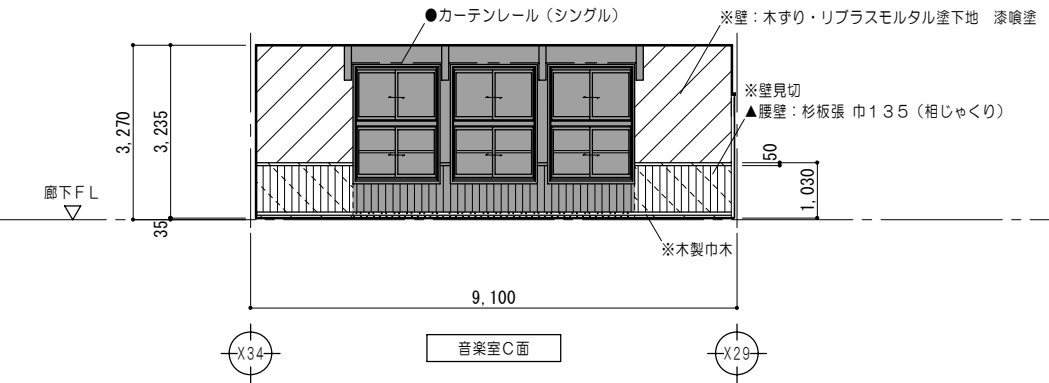 ●カーテンレール（シングル）
※壁：木ずり・リブラスモルタル塗下地　漆喰塗
※壁見切
▲腰壁：杉板張 巾１３５（相じゃくり）
3,270
3,235
50
1,030
廊下ＦＬ
35
※木製巾木
9,100
X34
音楽室Ｃ面
X29